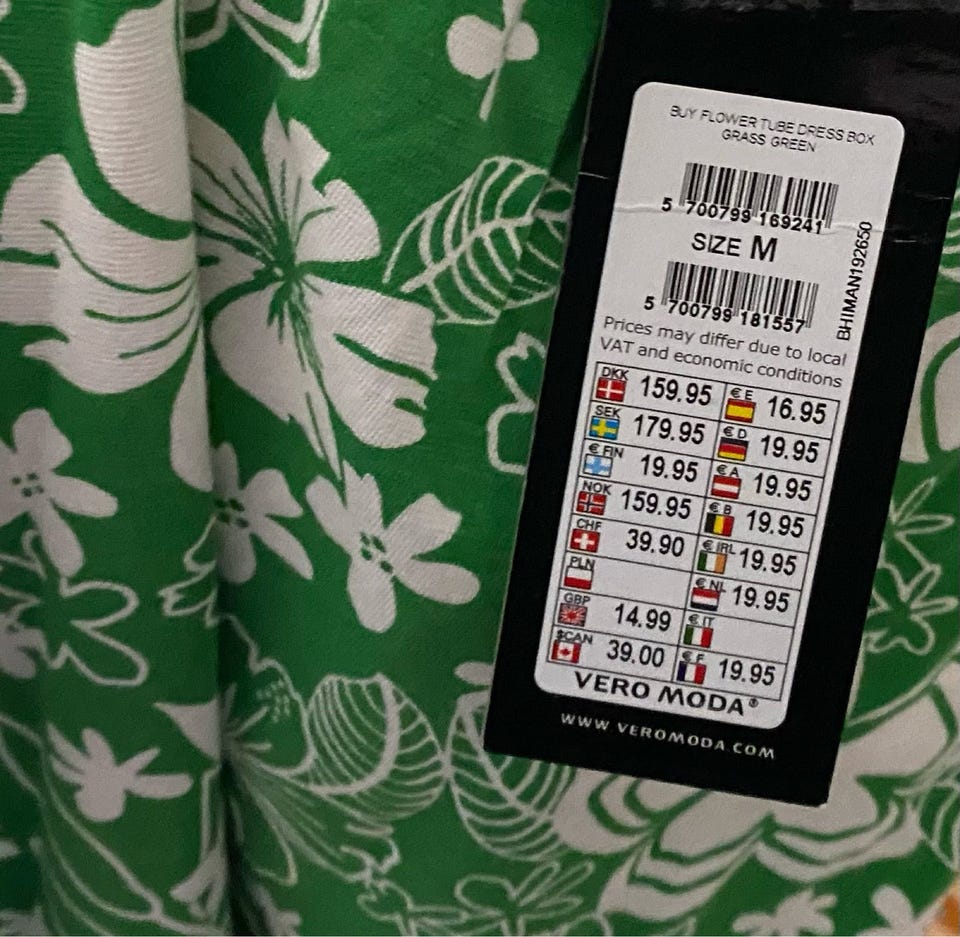 BUY FLOWER TUBE DRESS BOX
GRASS GREEN
5 700799 169241
SIZE M
5 700799 181557
BHIMAN192650
Prices may differ due to local
VAT and economic conditions
DKK 159.95 € E 16.95
SEK 179.95 € D 19.95
€ FIN 19.95 € A 19.95
NOK 159.95 € B 19.95
CHF 39.90 € IRL 19.95
PLN € NL 19.95
GBP 14.99 € IT
$CAN 39.00 € F 19.95
VERO MODA®
WWW.VEROMODA.COM